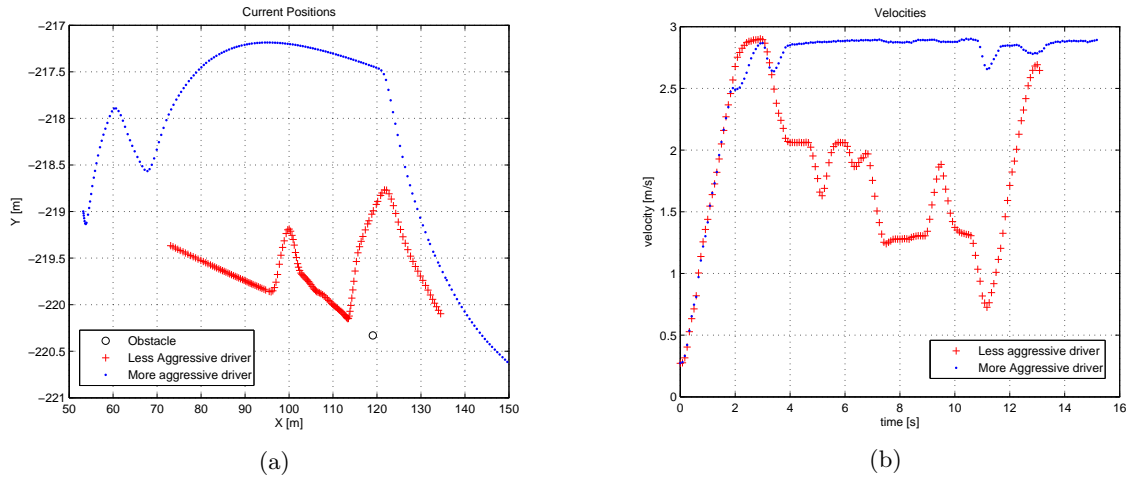 Current Positions
-217
-217.5
-218
-218.5
-219
-219.5
-220
-220.5
-221
Y [m]
Obstacle
Less Aggressive driver
More aggressive driver
50 60 70 80 90 100 110 120 130 140 150
X [m]
(a)
Velocities
3
2.5
2
1.5
1
0.5
0
velocity [m/s]
Less aggressive driver
More Aggressive driver
0 2 4 6 8 10 12 14 16
time [s]
(b)